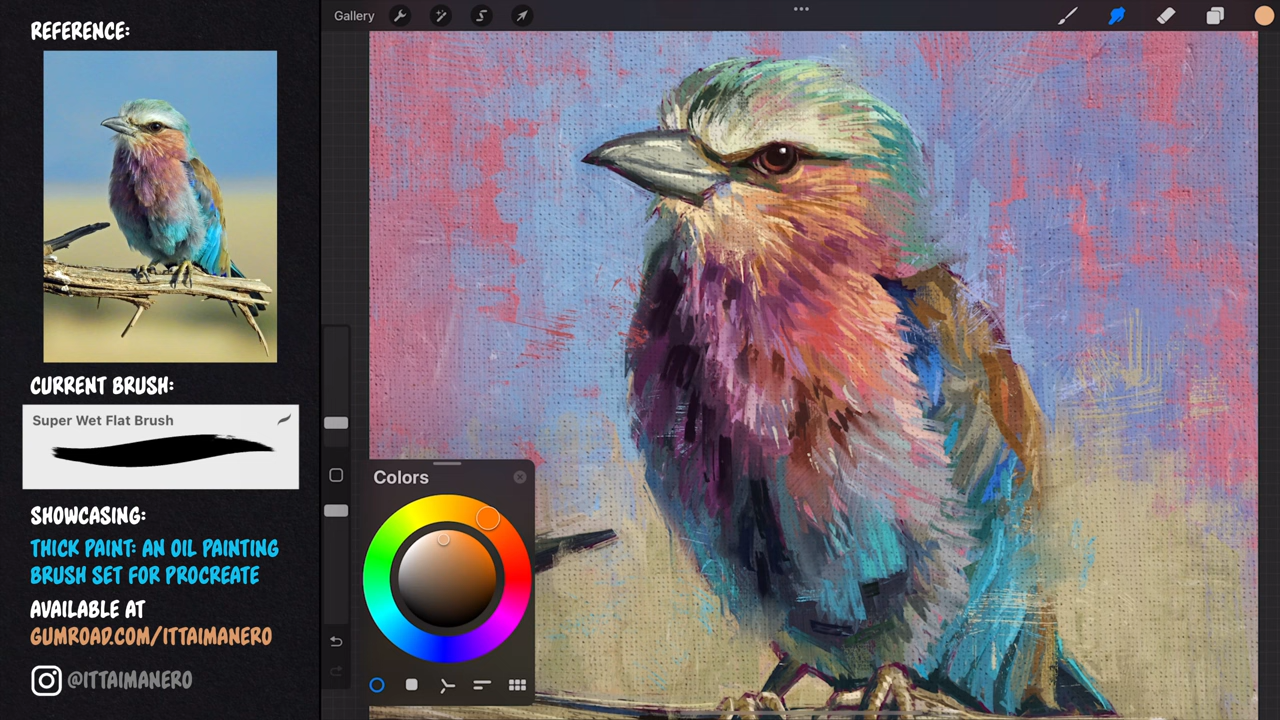 REFERENCE:
Gallery
CURRENT BRUSH:
Super Wet Flat Brush
SHOWCASING:
THICK PAINT: AN OIL PAINTING
BRUSH SET FOR PROCREATE
AVAILABLE AT
GUMROAD.COM/ITTAIMANERO
@ITTAIMANERO
Colors